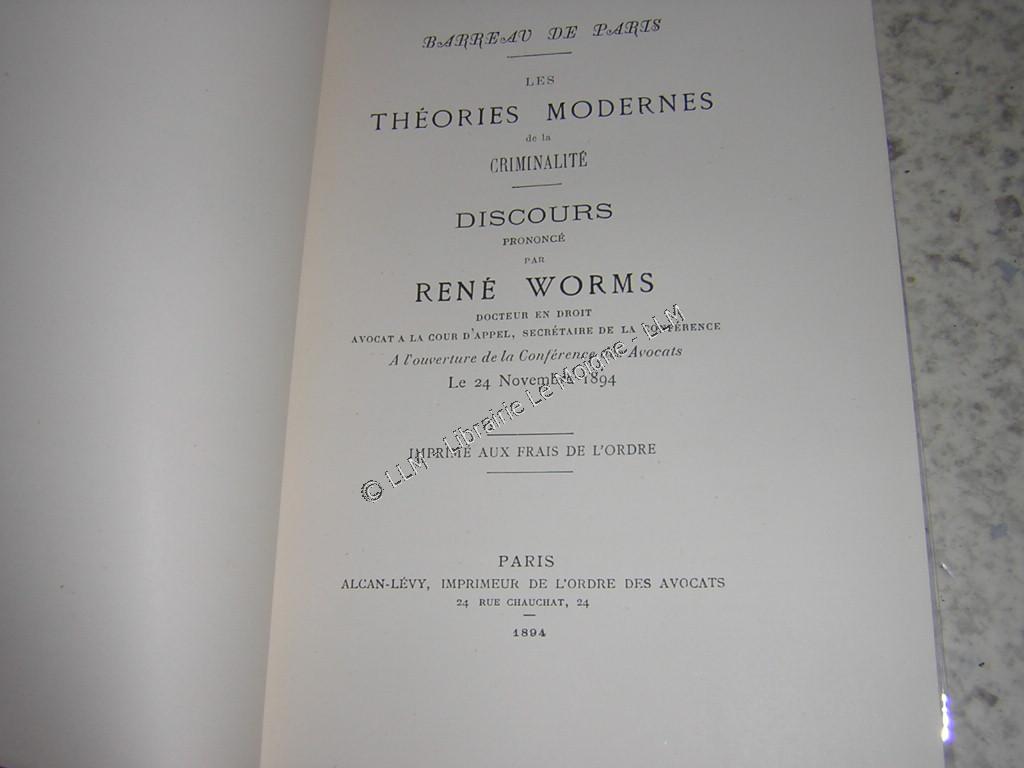 BARREAU DE PARIS
LES
THÉORIES MODERNES
de la
CRIMINALITÉ
DISCOURS
PRONONCÉ
PAR
RENÉ WORMS
DOCTEUR EN DROIT
AVOCAT A LA COUR D'APPEL, SECRÉTAIRE DE LA CONFÉRENCE
A l'ouverture de la Conférence des Avocats
Le 24 Novembre 1894
IMPRIMÉ AUX FRAIS DE L'ORDRE
PARIS
ALCAN-LÉVY, IMPRIMEUR DE L'ORDRE DES AVOCATS
24 RUE CHAUCHAT, 24
1894
© LLM - Librairie Le Moigne - LLM